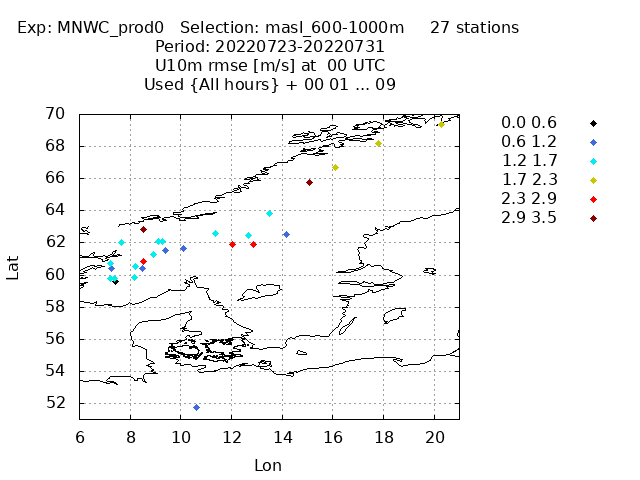 Exp: MNWC_prod0   Selection: masl_600-1000m     27 stations
Period: 20220723-20220731
U10m rmse [m/s] at  00 UTC
Used {All hours} + 00 01 ... 09
70
68
66
64
62
60
58
56
54
52
6 8 10 12 14 16 18 20
Lat
Lon
0.0 0.6
0.6 1.2
1.2 1.7
1.7 2.3
2.3 2.9
2.9 3.5